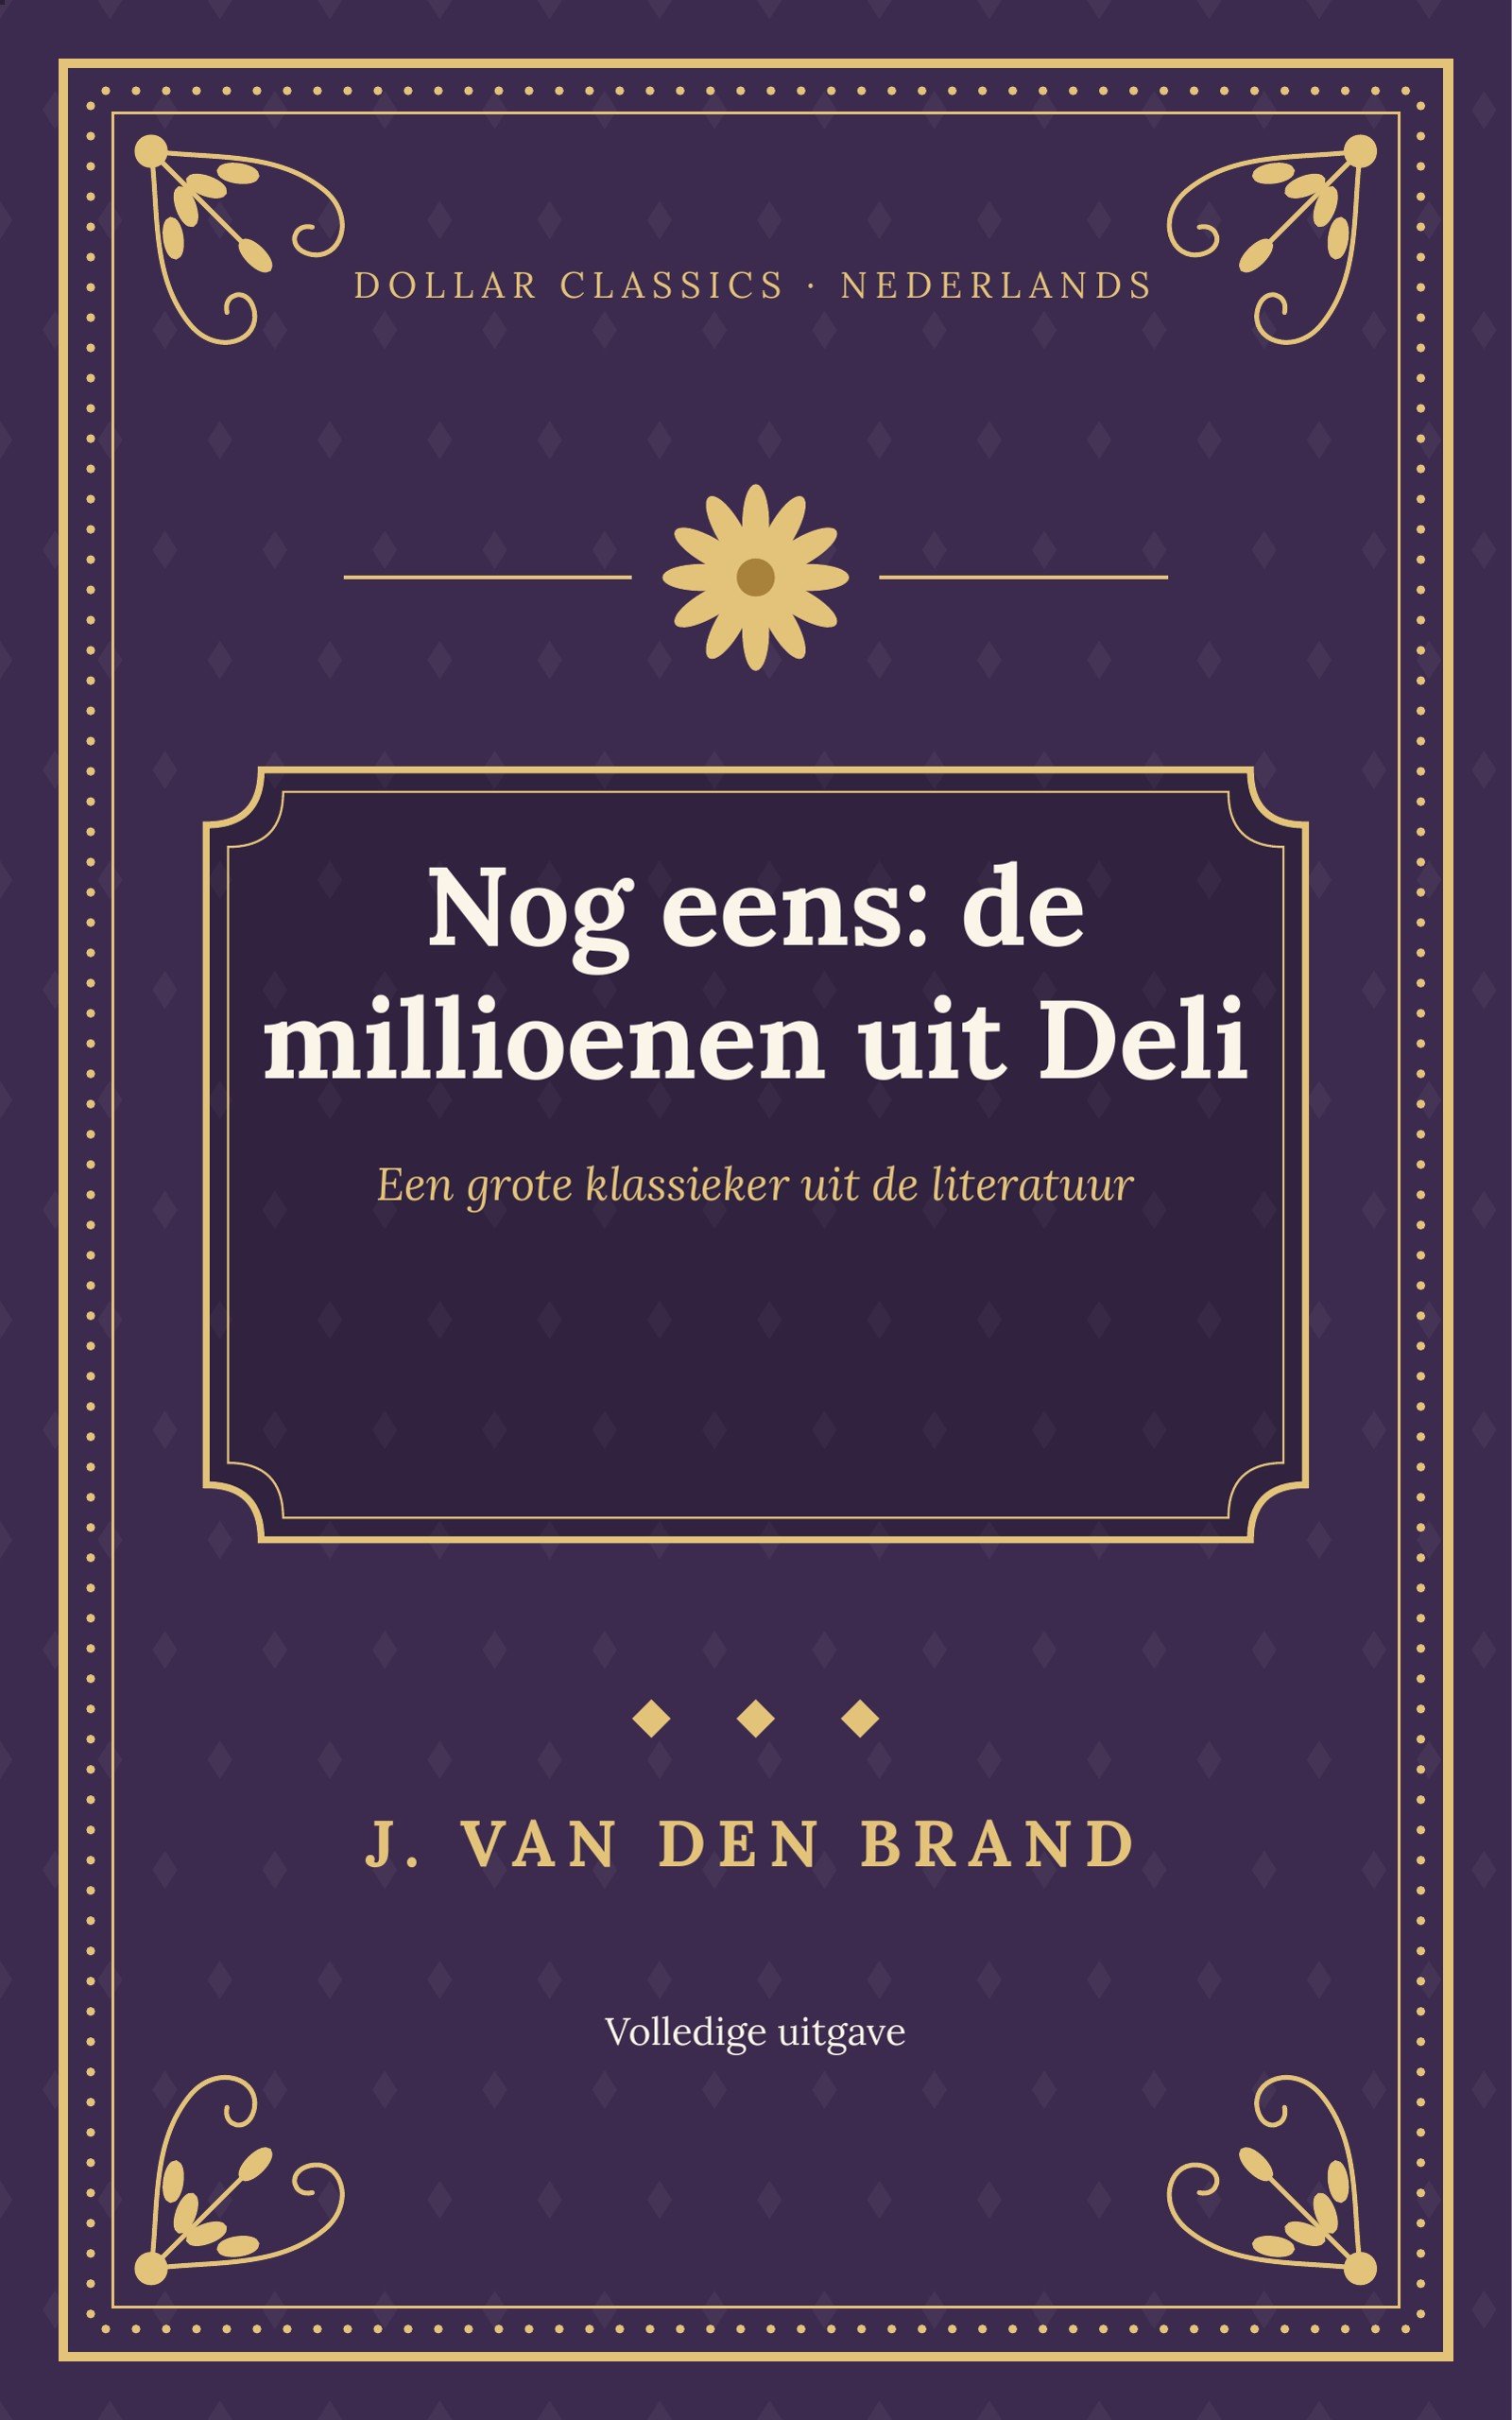 DOLLAR CLASSICS · NEDERLANDS
Nog eens: de
millioenen uit Deli
Een grote klassieker uit de literatuur
J. VAN DEN BRAND
Volledige uitgave